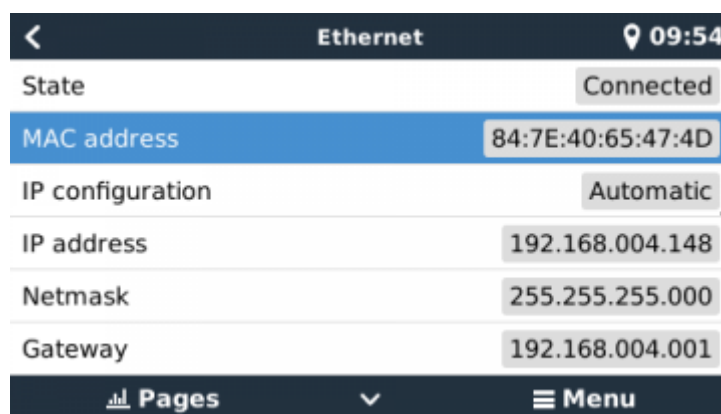 Ethernet 09:54
State Connected
MAC address 84:7E:40:65:47:4D
IP configuration Automatic
IP address 192.168.004.148
Netmask 255.255.255.000
Gateway 192.168.004.001
Pages Menu